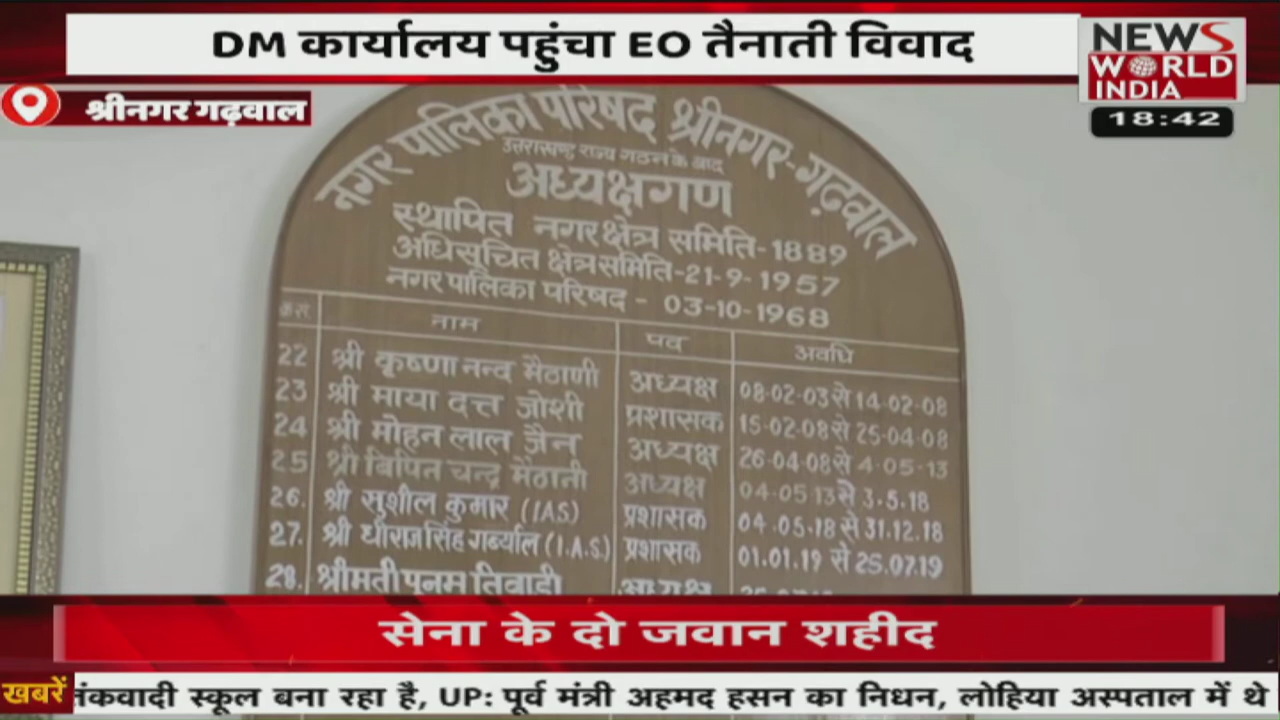 DM कार्यालय पहुंचा EO तैनाती विवाद
NEWS
WORLD
INDIA
18:42
श्रीनगर गढ़वाल
नगर पालिका परिषद श्रीनगर-गढ़वाल
उत्तराखण्ड राज्य गठन के बाद
अध्यक्षगण
स्थापित नगर क्षेत्र समिति-1889
अधिसूचित क्षेत्र समिति-21-9-1957
नगर पालिका परिषद - 03-10-1968
नाम पद अवधि
22 श्री कृष्णा नन्द मैठाणी अध्यक्ष 08-02-03 से 14-02-08
23 श्री माया दत्त जोशी प्रशासक 15-02-08 से 25-04-08
24 श्री मोहन लाल जैन अध्यक्ष 26-04-08 से 4-05-13
25 श्री बिपिन चन्द्र मैठानी अध्यक्ष 04-05 13 से 3.5.18
26. श्री सुशील कुमार (IAS) प्रशासक 04.05.18 से 31.12.18
27. श्री धीराज सिंह गर्ब्याल (I.A.S.) प्रशासक 01.01.19 से 25.07.19
28. श्रीमती पूनम तिवाड़ी अध्यक्ष
सेना के दो जवान शहीद
खबरें तंकवादी स्कूल बना रहा है, UP: पूर्व मंत्री अहमद हसन का निधन, लोहिया अस्पताल में थे